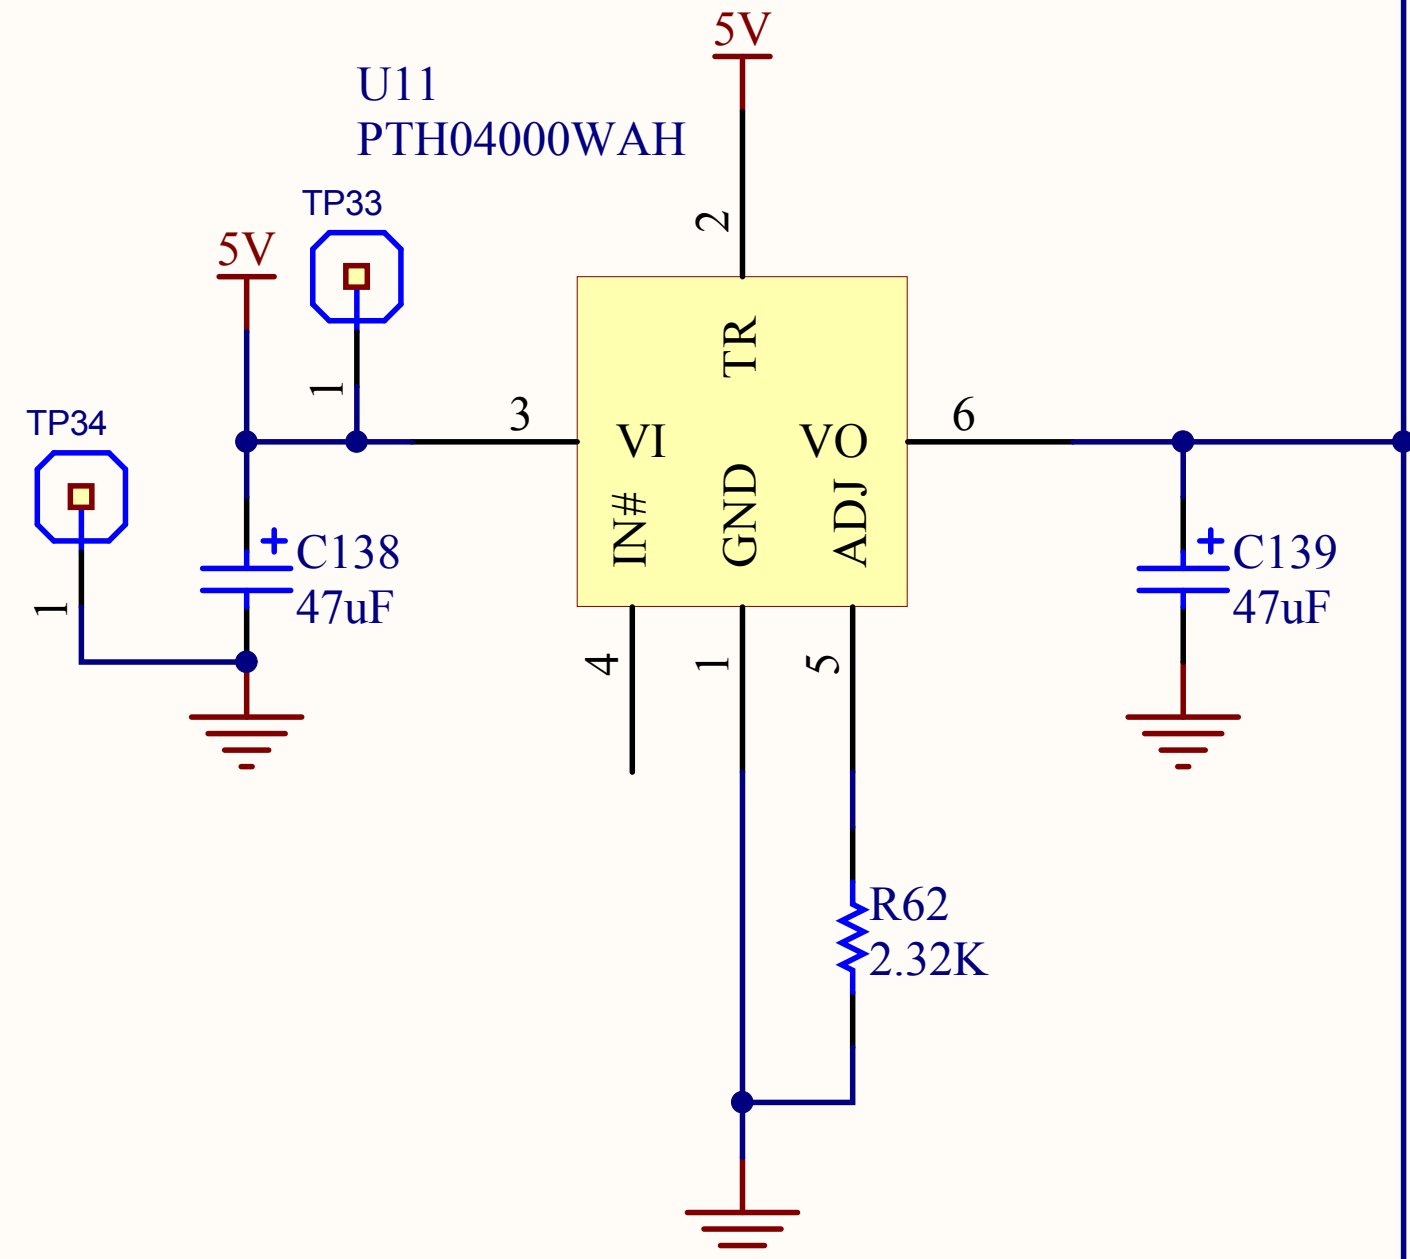 5V
U11
PTH04000WAH
TP33
2
5V
TR
1
3
6
TP34
VI
VO
IN#
GND
ADJ
+
C138
47uF
+
C139
47uF
1
4
1
5
R62
2.32K